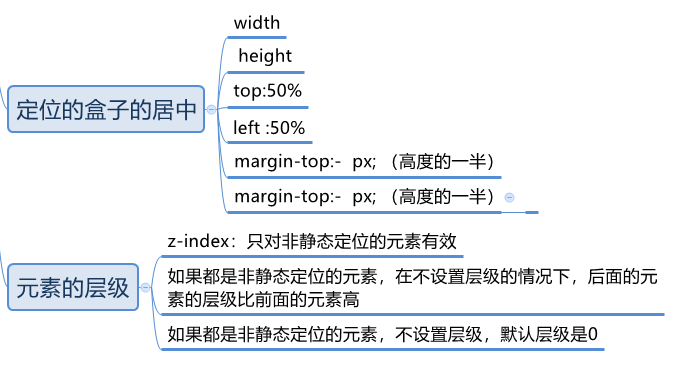 width
height
top:50%
定位的盒子的居中
left :50%
margin-top:-  px; （高度的一半）
margin-top:-  px; （高度的一半）
z-index：只对非静态定位的元素有效
元素的层级
如果都是非静态定位的元素，在不设置层级的情况下，后面的元
素的层级比前面的元素高
如果都是非静态定位的元素，不设置层级，默认层级是0